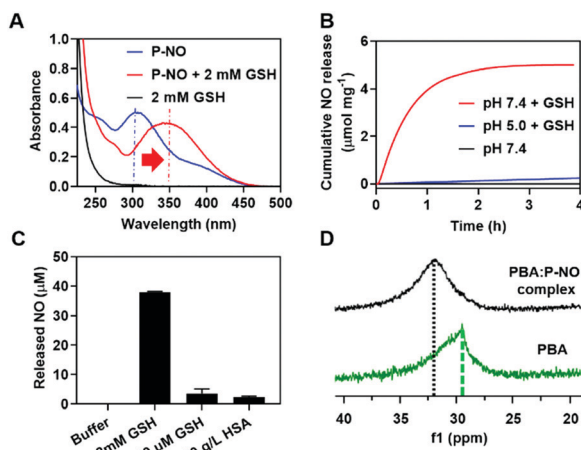 A
P-NO
P-NO + 2 mM GSH
2 mM GSH
Absorbance
1.0
0.8
0.6
0.4
0.2
0.0
250 300 350 400 450 500
Wavelength (nm)
B
Cumulative NO release
(µmol mg⁻¹)
6
4
2
0
pH 7.4 + GSH
pH 5.0 + GSH
pH 7.4
0 1 2 3 4
Time (h)
C
Released NO (µM)
50
40
30
20
10
0
Buffer
mM GSH
µM GSH
g/L HSA
D
PBA:P-NO
complex
PBA
40 35 30 25 20
f1 (ppm)